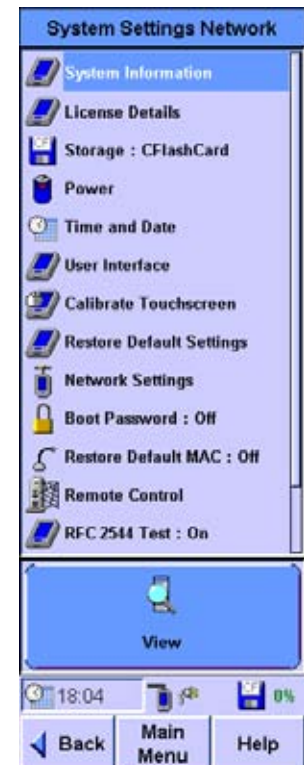 System Settings Network
System Information
License Details
Storage : CFlashCard
Power
Time and Date
User Interface
Calibrate Touchscreen
Restore Default Settings
Network Settings
Boot Password : Off
Restore Default MAC : Off
Remote Control
RFC 2544 Test : On
View
18:04
0%
Back
Main
Menu
Help